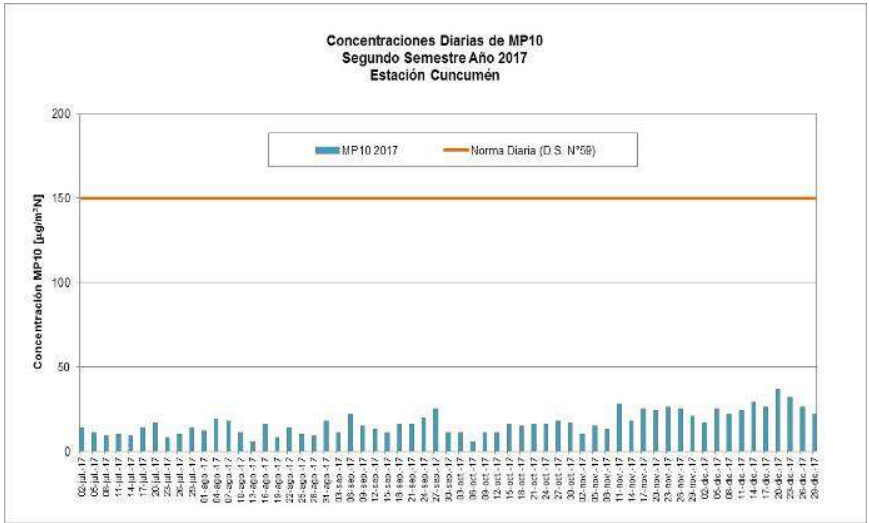 Concentraciones Diarias de MP10
Segundo Semestre Año 2017
Estación Cuncumén
200
MP10 2017
Norma Diaria (D.S. N°59)
150
100
50
0
Concentración MP10 [µg/m³N]
02-jul.-17
05-jul.-17
08-jul.-17
11-jul.-17
14-jul.-17
17-jul.-17
20-jul.-17
23-jul.-17
26-jul.-17
29-jul.-17
01-ago.-17
04-ago.-17
07-ago.-17
10-ago.-17
13-ago.-17
16-ago.-17
19-ago.-17
22-ago.-17
25-ago.-17
28-ago.-17
31-ago.-17
03-sep.-17
06-sep.-17
09-sep.-17
12-sep.-17
15-sep.-17
18-sep.-17
21-sep.-17
24-sep.-17
27-sep.-17
30-sep.-17
03-oct.-17
06-oct.-17
09-oct.-17
12-oct.-17
15-oct.-17
18-oct.-17
21-oct.-17
24-oct.-17
27-oct.-17
30-oct.-17
02-nov.-17
05-nov.-17
08-nov.-17
11-nov.-17
14-nov.-17
17-nov.-17
20-nov.-17
23-nov.-17
26-nov.-17
29-nov.-17
02-dic.-17
05-dic.-17
08-dic.-17
11-dic.-17
14-dic.-17
17-dic.-17
20-dic.-17
23-dic.-17
26-dic.-17
29-dic.-17